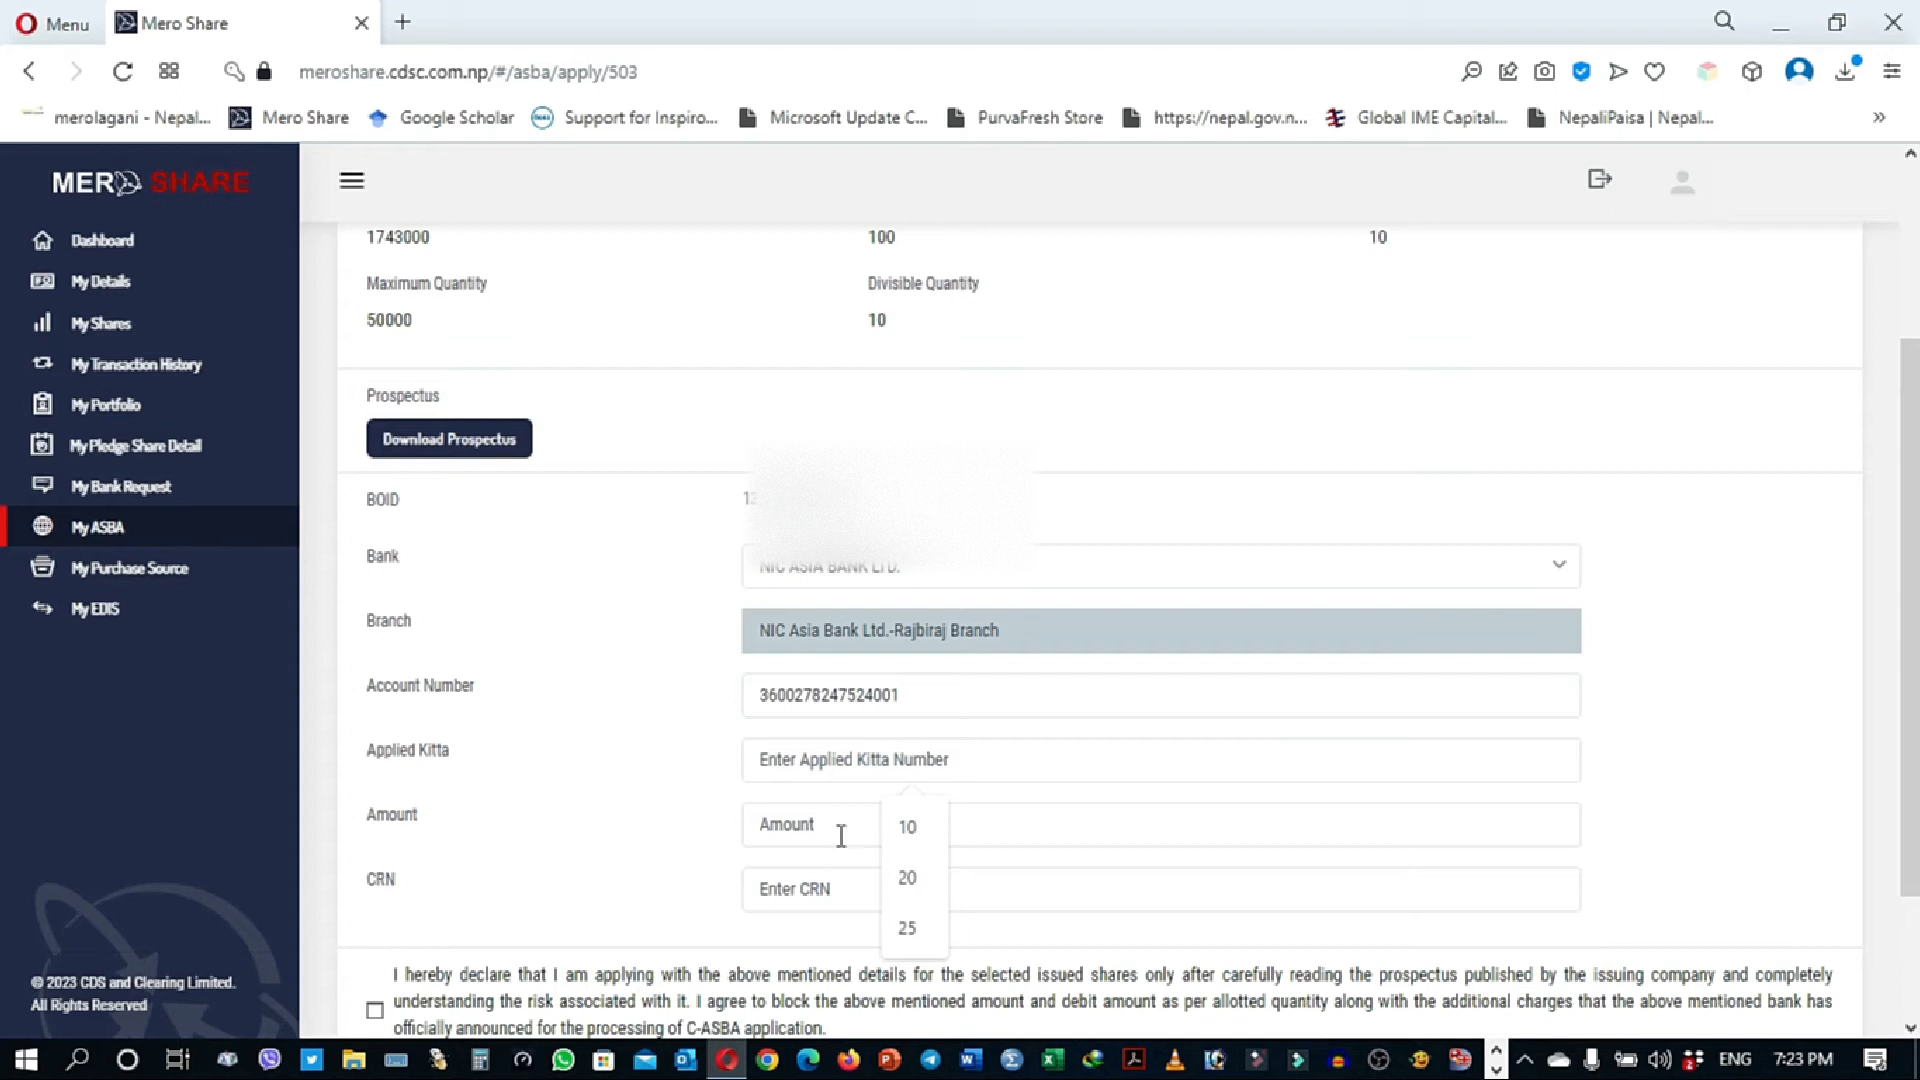 Menu
Mero Share
meroshare.cdsc.com.np/#/asba/apply/503
merolagani - Nepal...
Mero Share
Google Scholar
Support for Inspiro...
Microsoft Update C...
PurvaFresh Store
https://nepal.gov.n...
Global IME Capital...
NepaliPaisa | Nepal...
MERO SHARE
Dashboard
My Details
My Shares
My Transaction History
My Portfolio
My Pledge Share Detail
My Bank Request
My ASBA
My Purchase Source
My EDIS
© 2023 CDS and Clearing Limited.
All Rights Reserved
1743000
100
10
Maximum Quantity
Divisible Quantity
50000
10
Prospectus
Download Prospectus
BOID
Bank
NIC ASIA BANK LTD.
Branch
NIC Asia Bank Ltd.-Rajbiraj Branch
Account Number
3600278247524001
Applied Kitta
Enter Applied Kitta Number
Amount
Amount
10
20
25
CRN
Enter CRN
I hereby declare that I am applying with the above mentioned details for the selected issued shares only after carefully reading the prospectus published by the issuing company and completely
understanding the risk associated with it. I agree to block the above mentioned amount and debit amount as per allotted quantity along with the additional charges that the above mentioned bank has
officially announced for the processing of C-ASBA application.
ENG
7:23 PM